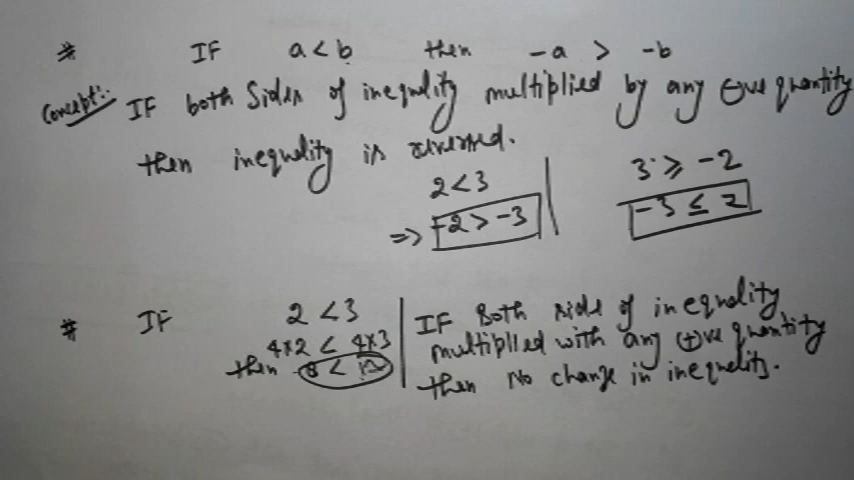 * IF a < b then -a > -b
Concept:- IF both sides of inequality multiplied by any ⊖ve quantity
then inequality is reversed.
2 < 3 | 3 ≥ -2
=> -2 > -3 | -3 ≤ 2
# IF 2 < 3 | IF Both side of inequality
4×2 < 4×3 | multiplied with any ⊕ve quantity
then 8 < 12 | then No change in inequality.